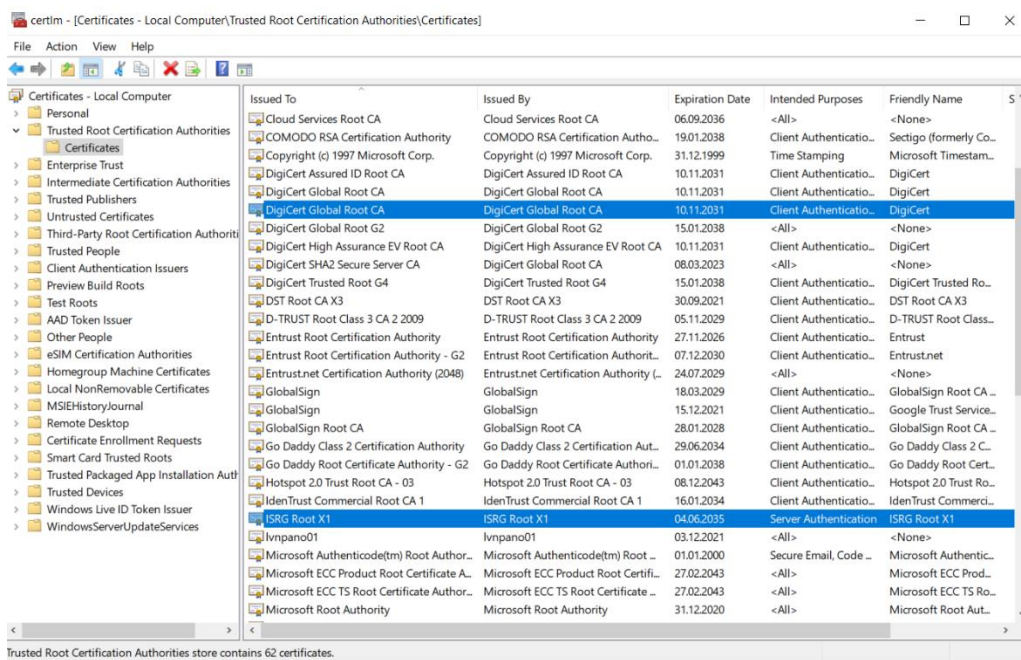 certlm - [Certificates - Local Computer\Trusted Root Certification Authorities\Certificates]
File Action View Help
Certificates - Local Computer
Personal
Trusted Root Certification Authorities
Certificates
Enterprise Trust
Intermediate Certification Authorities
Trusted Publishers
Untrusted Certificates
Third-Party Root Certification Authoriti
Trusted People
Client Authentication Issuers
Preview Build Roots
Test Roots
AAD Token Issuer
Other People
eSIM Certification Authorities
Homegroup Machine Certificates
Local NonRemovable Certificates
MSIEHistoryJournal
Remote Desktop
Certificate Enrollment Requests
Smart Card Trusted Roots
Trusted Packaged App Installation Auth
Trusted Devices
Windows Live ID Token Issuer
WindowsServerUpdateServices
Issued To Issued By Expiration Date Intended Purposes Friendly Name S
Cloud Services Root CA Cloud Services Root CA 06.09.2036 <All> <None>
COMODO RSA Certification Authority COMODO RSA Certification Autho... 19.01.2038 Client Authenticatio... Sectigo (formerly Co...
Copyright (c) 1997 Microsoft Corp. Copyright (c) 1997 Microsoft Corp. 31.12.1999 Time Stamping Microsoft Timestam...
DigiCert Assured ID Root CA DigiCert Assured ID Root CA 10.11.2031 Client Authenticatio... DigiCert
DigiCert Global Root CA DigiCert Global Root CA 10.11.2031 Client Authenticatio... DigiCert
DigiCert Global Root CA DigiCert Global Root CA 10.11.2031 Client Authenticatio... DigiCert
DigiCert Global Root G2 DigiCert Global Root G2 15.01.2038 <All> <None>
DigiCert High Assurance EV Root CA DigiCert High Assurance EV Root CA 10.11.2031 Client Authenticatio... DigiCert
DigiCert SHA2 Secure Server CA DigiCert Global Root CA 08.03.2023 <All> <None>
DigiCert Trusted Root G4 DigiCert Trusted Root G4 15.01.2038 Client Authenticatio... DigiCert Trusted Ro...
DST Root CA X3 DST Root CA X3 30.09.2021 Client Authenticatio... DST Root CA X3
D-TRUST Root Class 3 CA 2 2009 D-TRUST Root Class 3 CA 2 2009 05.11.2029 Client Authenticatio... D-TRUST Root Class...
Entrust Root Certification Authority Entrust Root Certification Authority 27.11.2026 Client Authenticatio... Entrust
Entrust Root Certification Authority - G2 Entrust Root Certification Authorit... 07.12.2030 Client Authenticatio... Entrust.net
Entrust.net Certification Authority (2048) Entrust.net Certification Authority (... 24.07.2029 <All> <None>
GlobalSign GlobalSign 18.03.2029 Client Authenticatio... GlobalSign Root CA ...
GlobalSign GlobalSign 15.12.2021 Client Authenticatio... Google Trust Service...
GlobalSign Root CA GlobalSign Root CA 28.01.2028 Client Authenticatio... GlobalSign Root CA ...
Go Daddy Class 2 Certification Authority Go Daddy Class 2 Certification Aut... 29.06.2034 Client Authenticatio... Go Daddy Class 2 C...
Go Daddy Root Certificate Authority - G2 Go Daddy Root Certificate Authori... 01.01.2038 Client Authenticatio... Go Daddy Root Cert...
Hotspot 2.0 Trust Root CA - 03 Hotspot 2.0 Trust Root CA - 03 08.12.2043 Client Authenticatio... Hotspot 2.0 Trust Ro...
IdenTrust Commercial Root CA 1 IdenTrust Commercial Root CA 1 16.01.2034 Client Authenticatio... IdenTrust Commerci...
ISRG Root X1 ISRG Root X1 04.06.2035 Server Authentication ISRG Root X1
lvnpano01 lvnpano01 03.12.2021 <All> <None>
Microsoft Authenticode(tm) Root Author... Microsoft Authenticode(tm) Root ... 01.01.2000 Secure Email, Code ... Microsoft Authentic...
Microsoft ECC Product Root Certificate A... Microsoft ECC Product Root Certifi... 27.02.2043 <All> Microsoft ECC Prod...
Microsoft ECC TS Root Certificate Author... Microsoft ECC TS Root Certificate ... 27.02.2043 <All> Microsoft ECC TS Ro...
Microsoft Root Authority Microsoft Root Authority 31.12.2020 <All> Microsoft Root Aut...
Trusted Root Certification Authorities store contains 62 certificates.